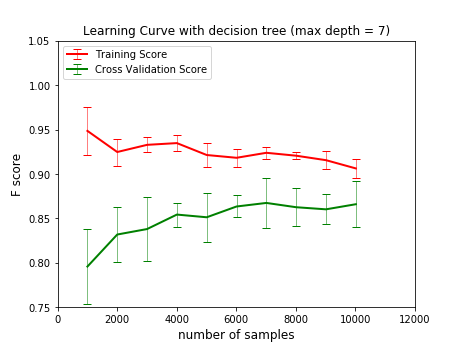 Learning Curve with decision tree (max depth = 7)
Training Score
Cross Validation Score
1.05
1.00
0.95
0.90
0.85
0.80
0.75
F score
0 2000 4000 6000 8000 10000 12000
number of samples